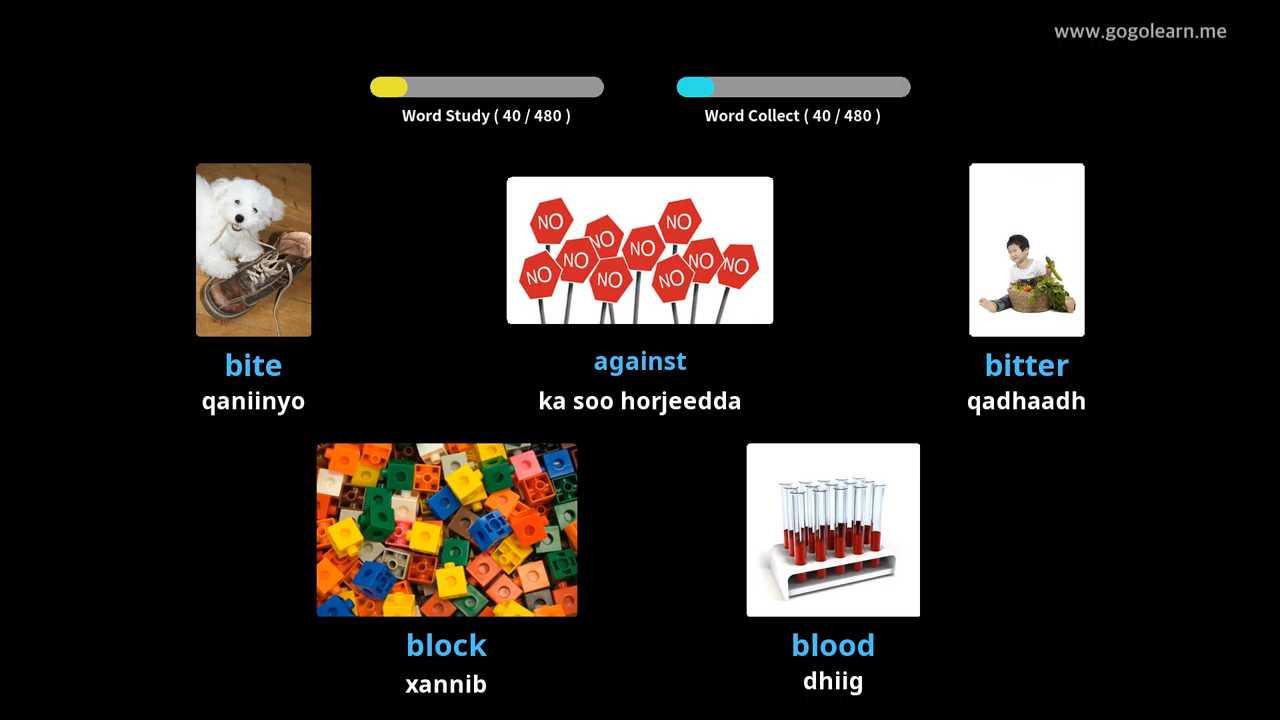 www.gogolearn.me
Word Study ( 40 / 480 )
Word Collect ( 40 / 480 )
NO
NO
NO
NO
NO
NO
NO
NO
NO
NO
bite
qaniinyo
against
ka soo horjeedda
bitter
qadhaadh
block
xannib
blood
dhiig